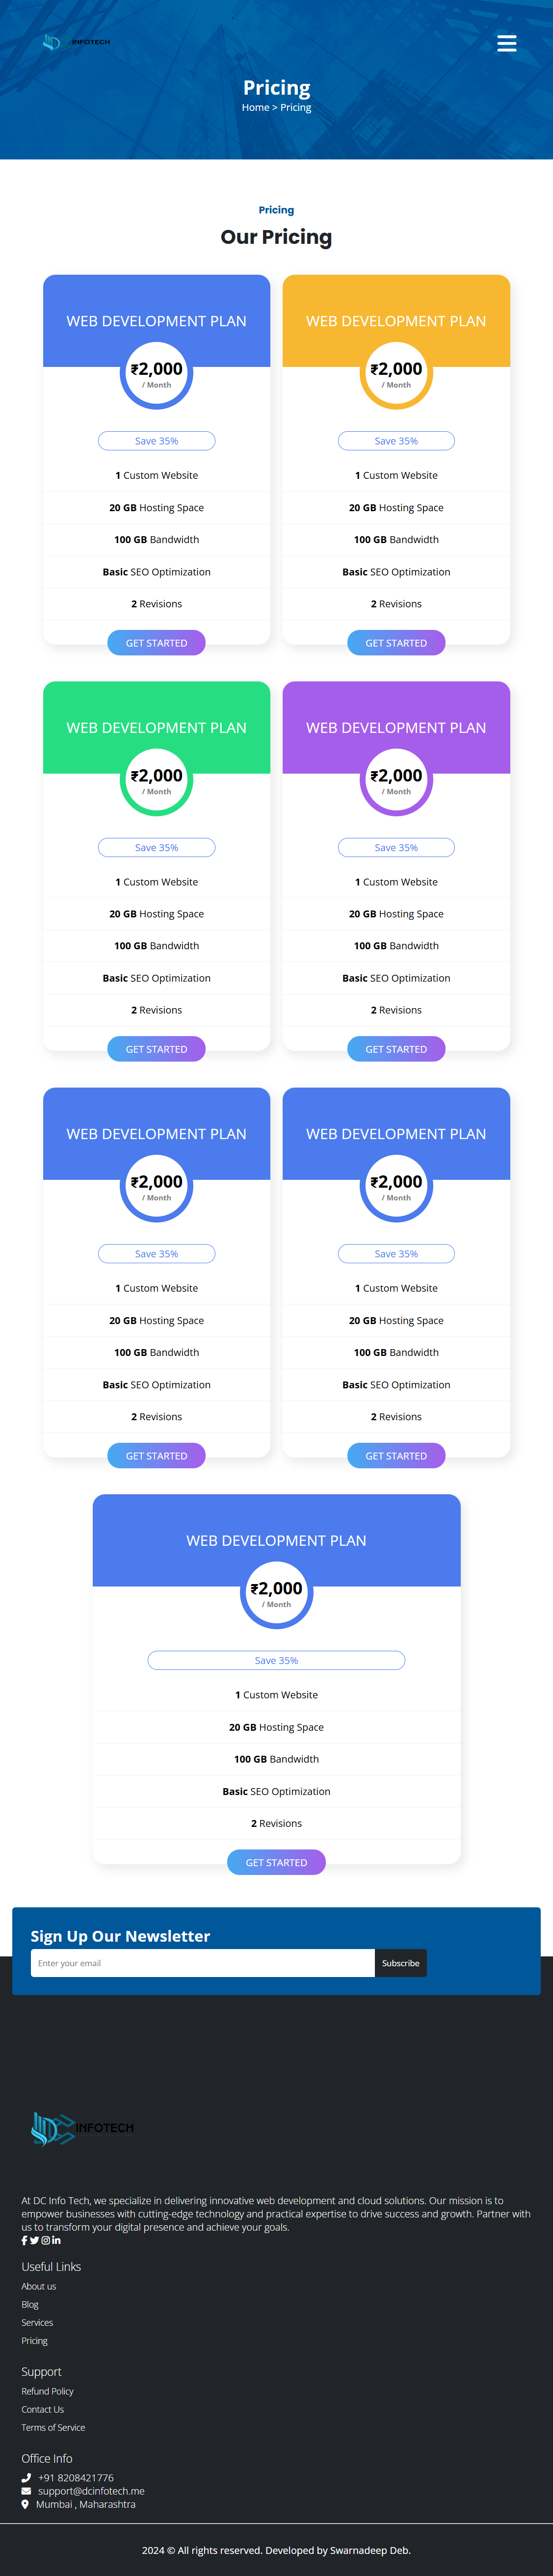 INFOTECH
Pricing
Home > Pricing
Pricing
Our Pricing
WEB DEVELOPMENT PLAN
₹2,000
/ Month
Save 35%
1 Custom Website
20 GB Hosting Space
100 GB Bandwidth
Basic SEO Optimization
2 Revisions
GET STARTED
WEB DEVELOPMENT PLAN
₹2,000
/ Month
Save 35%
1 Custom Website
20 GB Hosting Space
100 GB Bandwidth
Basic SEO Optimization
2 Revisions
GET STARTED
WEB DEVELOPMENT PLAN
₹2,000
/ Month
Save 35%
1 Custom Website
20 GB Hosting Space
100 GB Bandwidth
Basic SEO Optimization
2 Revisions
GET STARTED
WEB DEVELOPMENT PLAN
₹2,000
/ Month
Save 35%
1 Custom Website
20 GB Hosting Space
100 GB Bandwidth
Basic SEO Optimization
2 Revisions
GET STARTED
WEB DEVELOPMENT PLAN
₹2,000
/ Month
Save 35%
1 Custom Website
20 GB Hosting Space
100 GB Bandwidth
Basic SEO Optimization
2 Revisions
GET STARTED
WEB DEVELOPMENT PLAN
₹2,000
/ Month
Save 35%
1 Custom Website
20 GB Hosting Space
100 GB Bandwidth
Basic SEO Optimization
2 Revisions
GET STARTED
WEB DEVELOPMENT PLAN
₹2,000
/ Month
Save 35%
1 Custom Website
20 GB Hosting Space
100 GB Bandwidth
Basic SEO Optimization
2 Revisions
GET STARTED
Sign Up Our Newsletter
Enter your email
Subscribe
INFOTECH
At DC Info Tech, we specialize in delivering innovative web development and cloud solutions. Our mission is to
empower businesses with cutting-edge technology and practical expertise to drive success and growth. Partner with
us to transform your digital presence and achieve your goals.
Useful Links
About us
Blog
Services
Pricing
Support
Refund Policy
Contact Us
Terms of Service
Office Info
+91 8208421776
support@dcinfotech.me
Mumbai , Maharashtra
2024 © All rights reserved. Developed by Swarnadeep Deb.